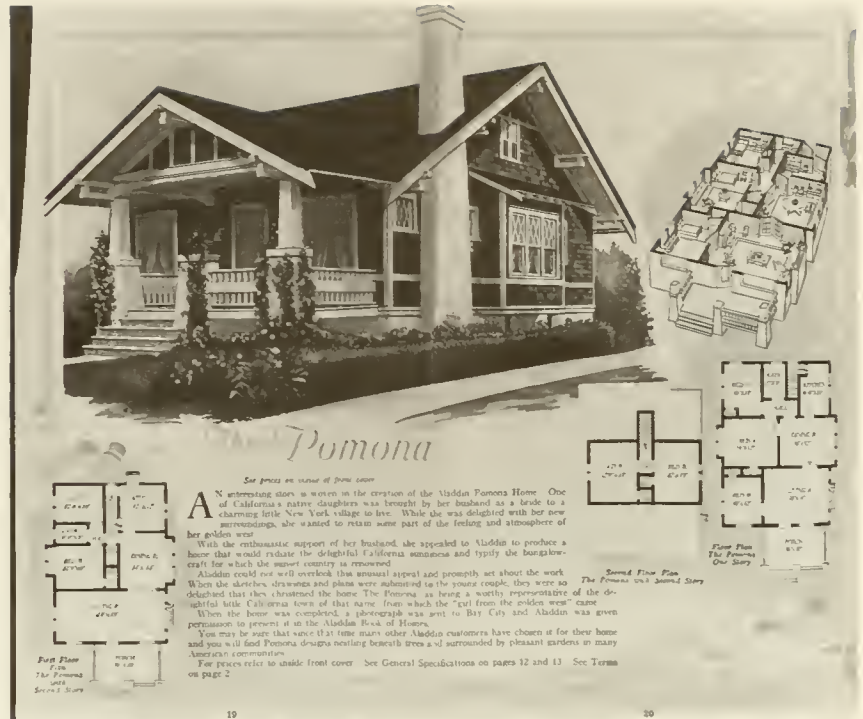 Pomona
See prices on inside of front cover
AN interesting story is woven in the creation of the Aladdin Pomona Home One
of California's native daughters was brought by her husband as a bride to a
charming little New York village to live. While she was delighted with her new
surroundings, she wanted to retain some part of the feeling and atmosphere of
her golden west
With the enthusiastic support of her husband, she appealed to Aladdin to produce a
home that would radiate the delightful California sunniness and typify the bungalow-
craft for which the sunset country is renowned
Aladdin could not well overlook this unusual appeal and promptly set about the work
When the sketches, drawings and plans were submitted to the young couple, they were so
delighted that they christened the home The Pomona as being a worthy representative of the de-
lightful little California town of that name from which the "girl from the golden west" came
When the home was completed, a photograph was sent to Bay City and Aladdin was given
permission to present it in the Aladdin Book of Homes.
You may be sure that since that time many other Aladdin customers have chosen it for their home
and you will find Pomona designs nestling beneath trees and surrounded by pleasant gardens in many
American communities
For prices refer to inside front cover See General Specifications on pages 12 and 13 See Terms
on page 2
First Floor
Plan
The Pomona
with
Second Story
Second Floor Plan
The Pomona with Second Story
Floor Plan
The Pomona
One Story
19
20